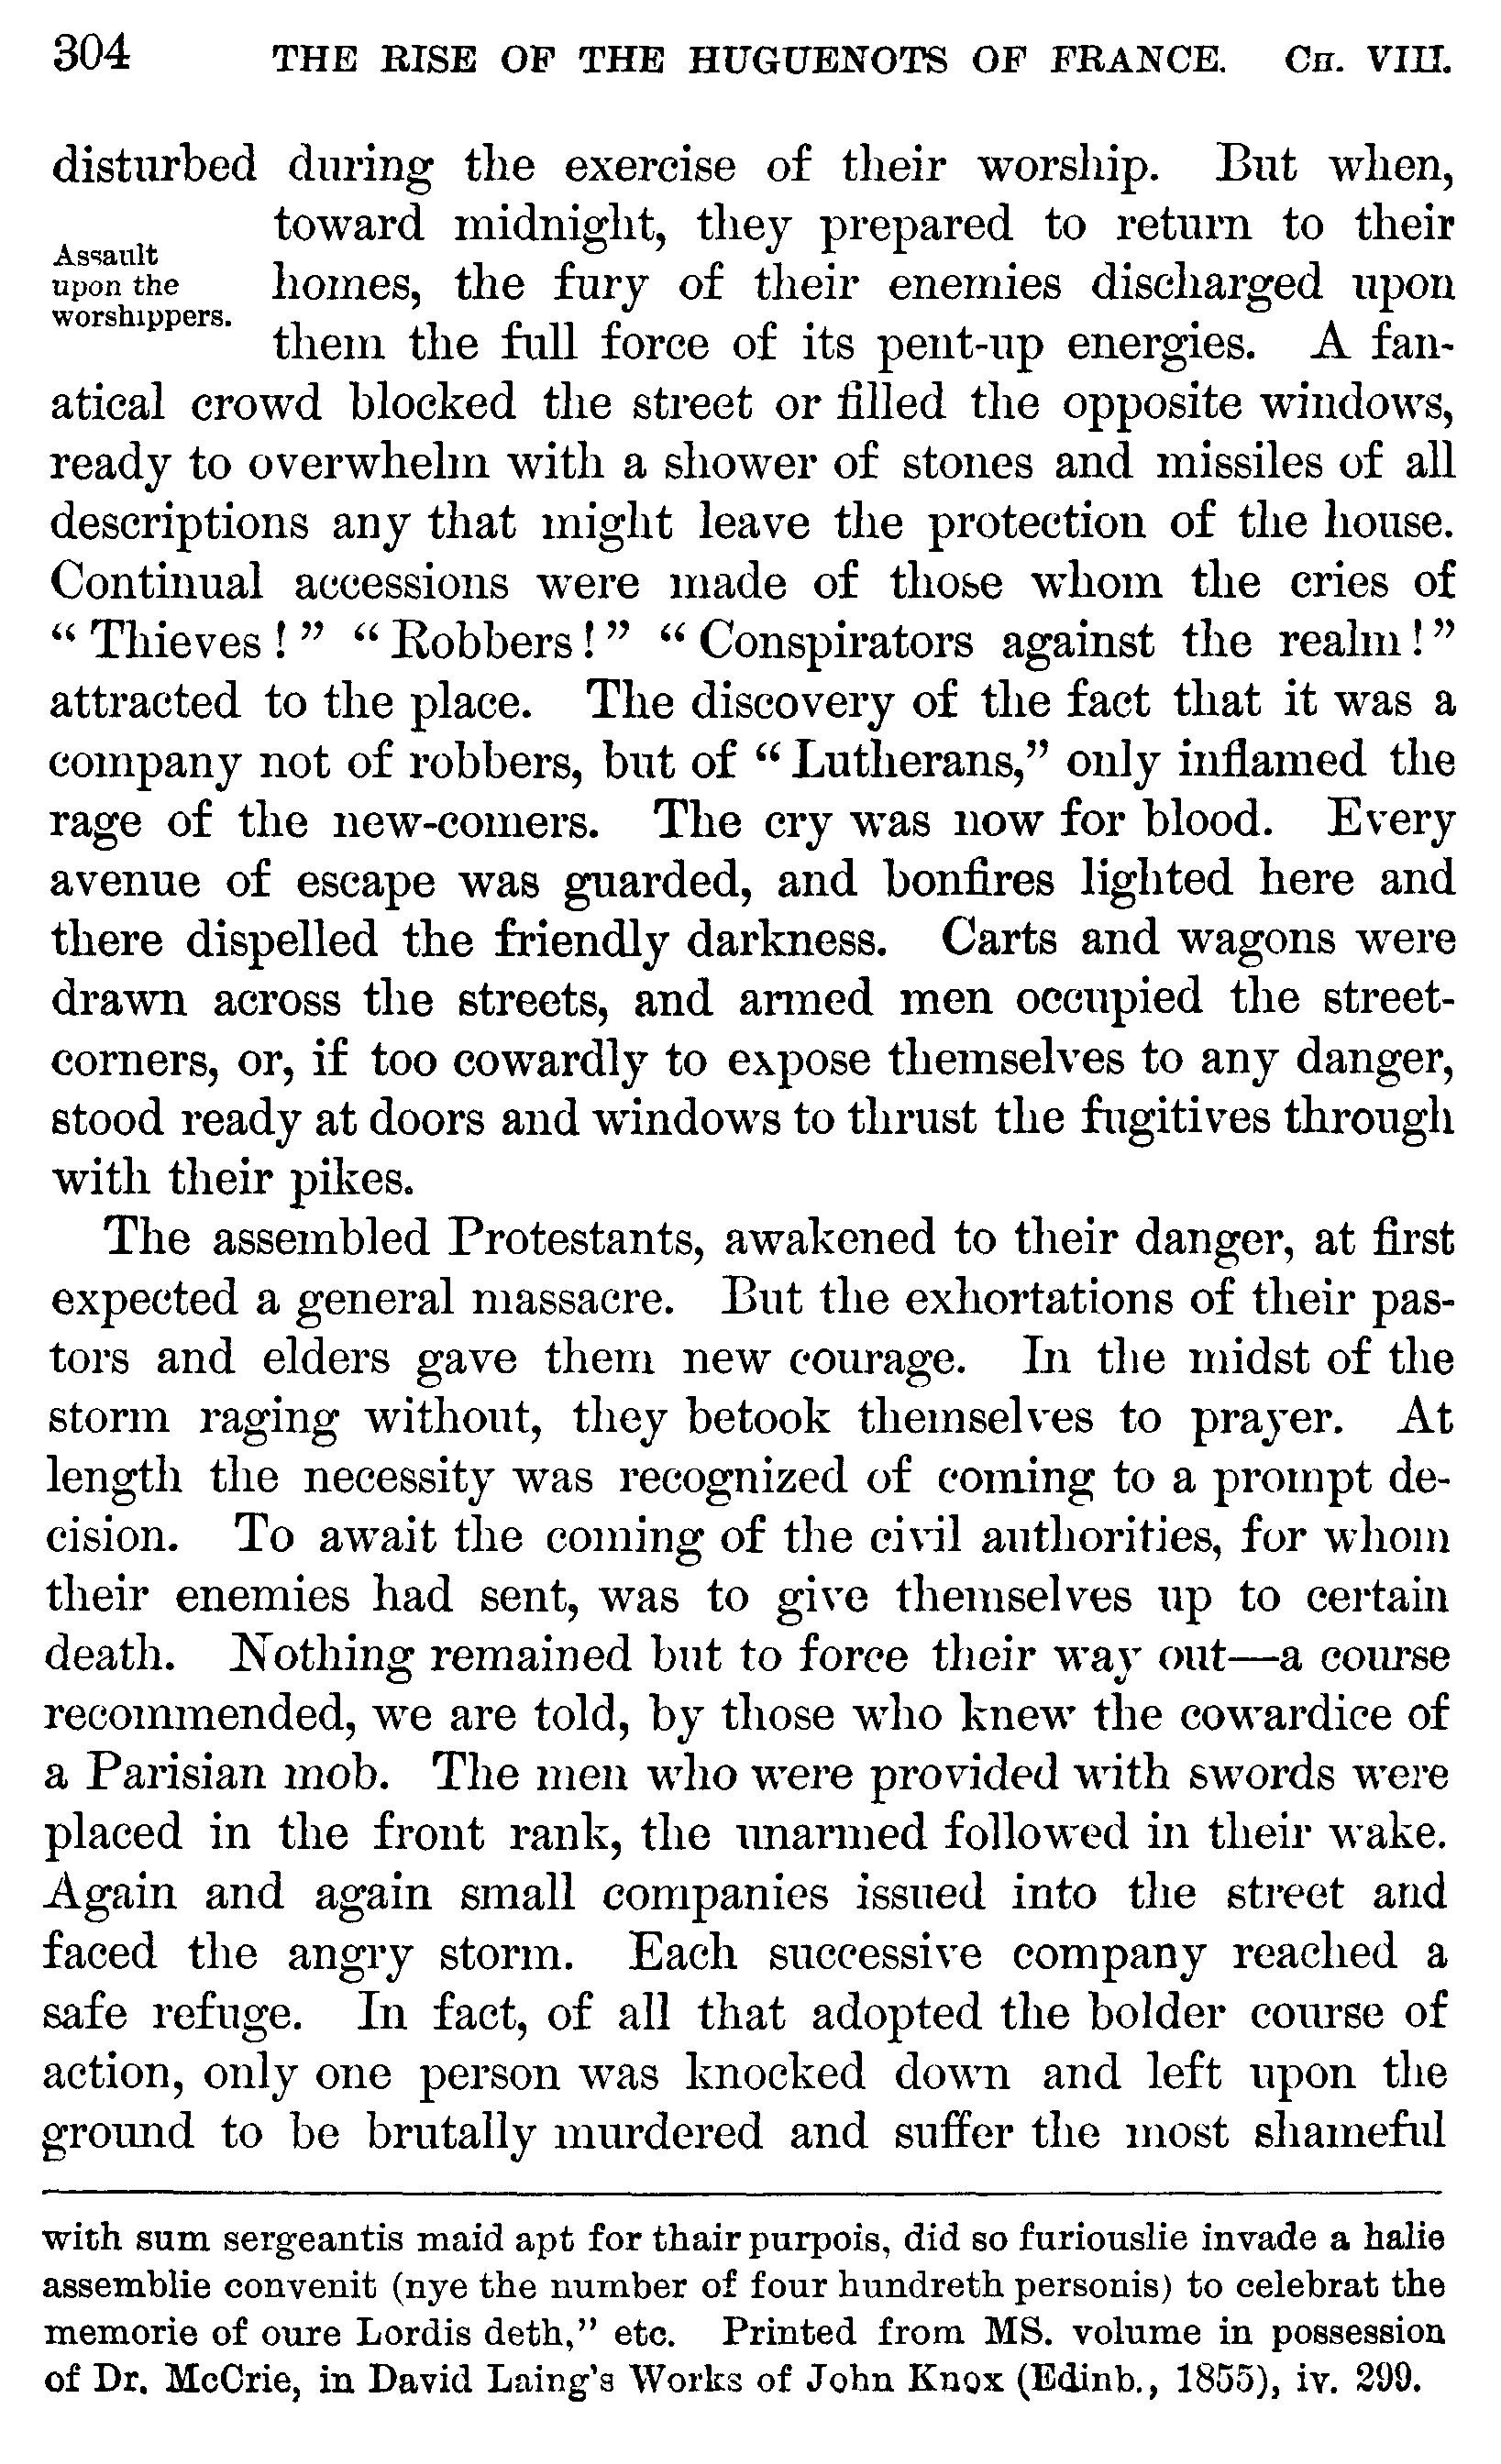 304 THE RISE OF THE HUGUENOTS OF FRANCE. CH. VIII.
disturbed during the exercise of their worship. But when,
toward midnight, they prepared to return to their
Assault
upon the
worshippers.
homes, the fury of their enemies discharged upon
them the full force of its pent-up energies. A fan-
atical crowd blocked the street or filled the opposite windows,
ready to overwhelm with a shower of stones and missiles of all
descriptions any that might leave the protection of the house.
Continual accessions were made of those whom the cries of
“Thieves!” “Robbers!” “Conspirators against the realm!”
attracted to the place. The discovery of the fact that it was a
company not of robbers, but of “Lutherans,” only inflamed the
rage of the new-comers. The cry was now for blood. Every
avenue of escape was guarded, and bonfires lighted here and
there dispelled the friendly darkness. Carts and wagons were
drawn across the streets, and armed men occupied the street-
corners, or, if too cowardly to expose themselves to any danger,
stood ready at doors and windows to thrust the fugitives through
with their pikes.
The assembled Protestants, awakened to their danger, at first
expected a general massacre. But the exhortations of their pas-
tors and elders gave them new courage. In the midst of the
storm raging without, they betook themselves to prayer. At
length the necessity was recognized of coming to a prompt de-
cision. To await the coming of the civil authorities, for whom
their enemies had sent, was to give themselves up to certain
death. Nothing remained but to force their way out—a course
recommended, we are told, by those who knew the cowardice of
a Parisian mob. The men who were provided with swords were
placed in the front rank, the unarmed followed in their wake.
Again and again small companies issued into the street and
faced the angry storm. Each successive company reached a
safe refuge. In fact, of all that adopted the bolder course of
action, only one person was knocked down and left upon the
ground to be brutally murdered and suffer the most shameful
with sum sergeantis maid apt for thair purpois, did so furiouslie invade a halie
assemblie convenit (nye the number of four hundreth personis) to celebrat the
memorie of oure Lordis deth,” etc. Printed from MS. volume in possession
of Dr. McCrie, in David Laing's Works of John Knox (Edinb., 1855), iv. 299.